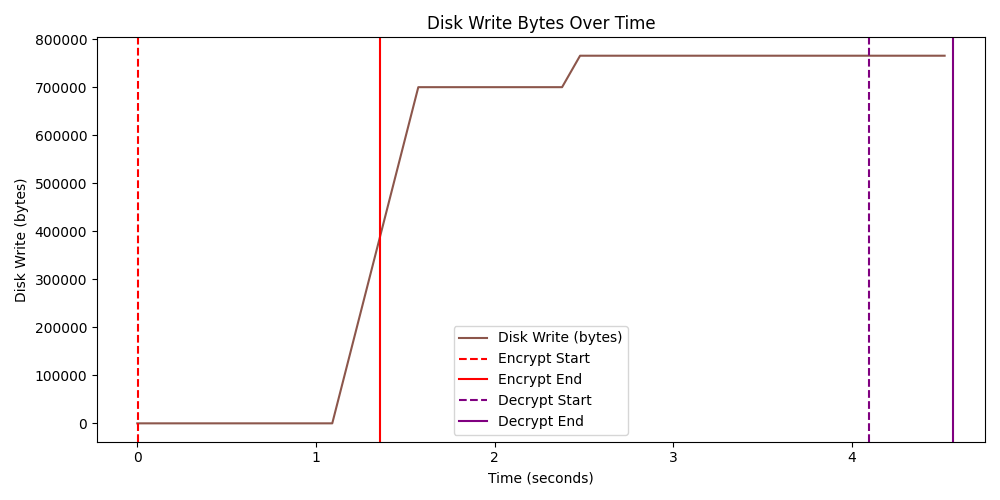 Disk Write Bytes Over Time
Disk Write (bytes)
800000
700000
600000
500000
400000
300000
200000
100000
0
Disk Write (bytes)
Encrypt Start
Encrypt End
Decrypt Start
Decrypt End
0 1 2 3 4
Time (seconds)